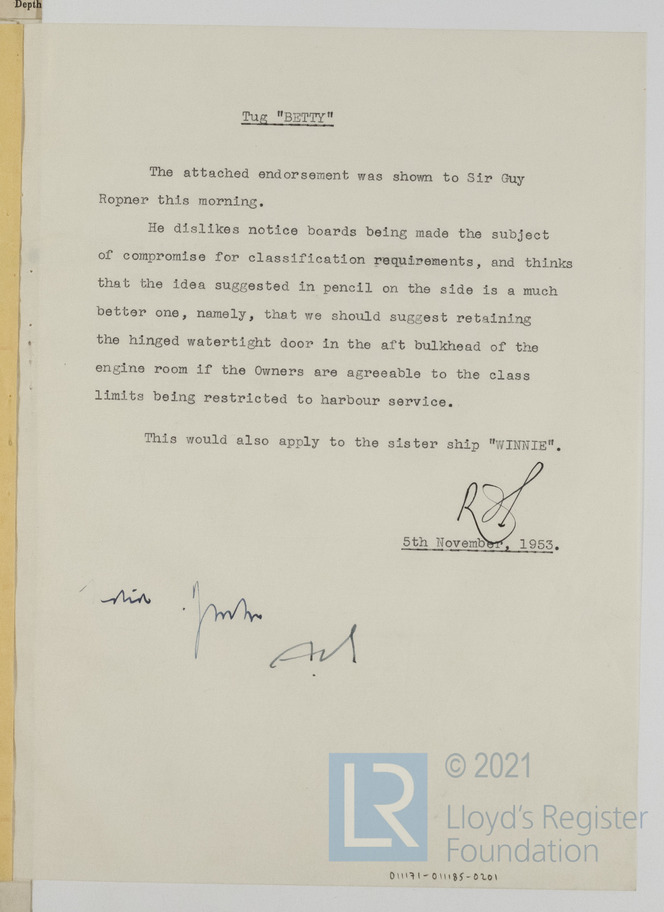 Depth
Tug "BETTY"
The attached endorsement was shown to Sir Guy
Ropner this morning.
He dislikes notice boards being made the subject
of compromise for classification requirements, and thinks
that the idea suggested in pencil on the side is a much
better one, namely, that we should suggest retaining
the hinged watertight door in the aft bulkhead of the
engine room if the Owners are agreeable to the class
limits being restricted to harbour service.
This would also apply to the sister ship "WINNIE".
5th November, 1953.
LR
© 2021
Lloyd's Register
Foundation
011171-011185-0201